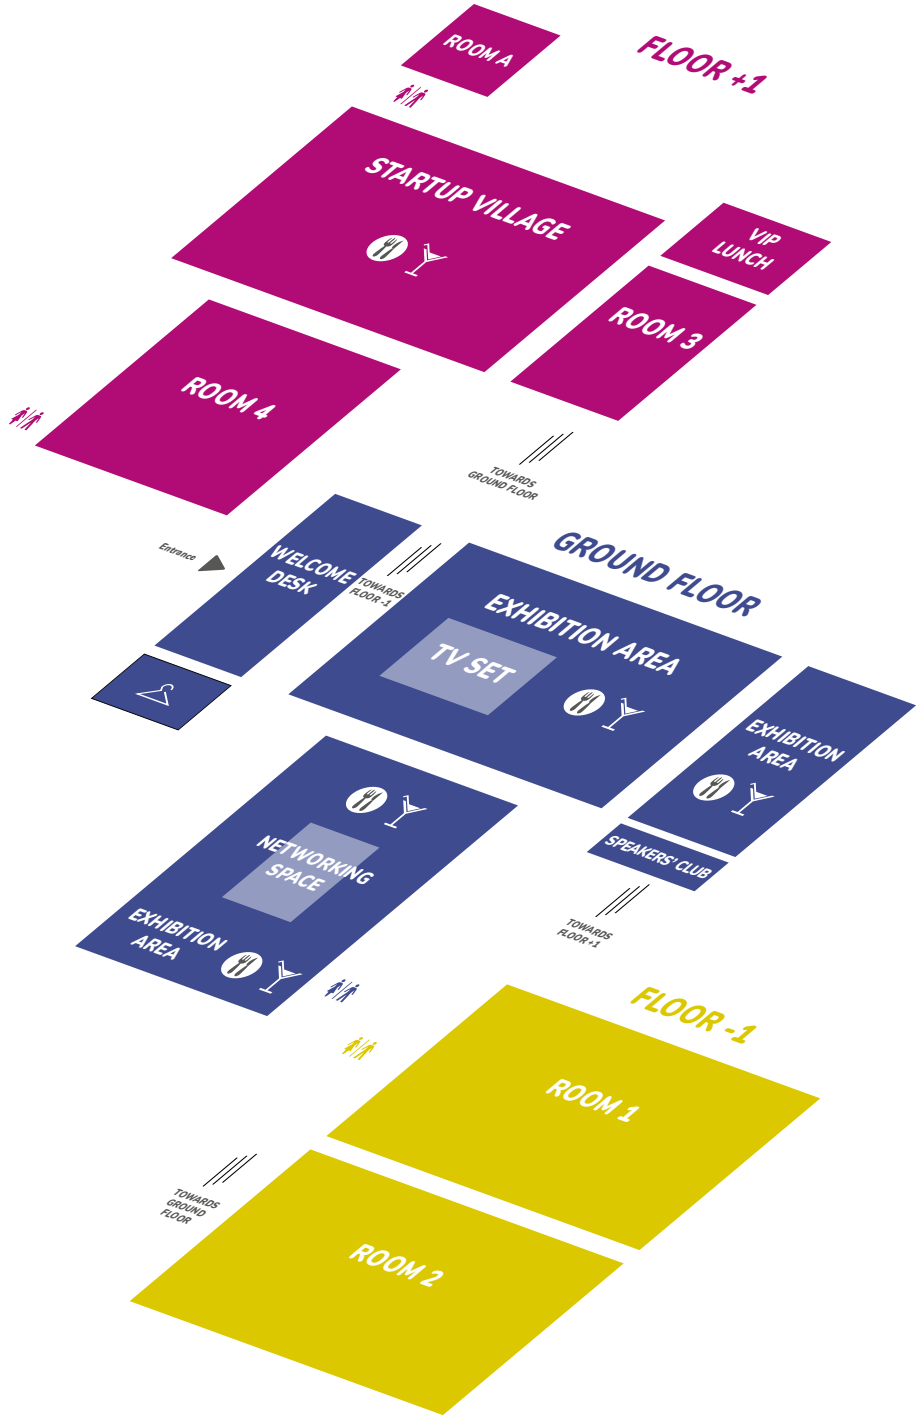 FLOOR +1
ROOM A
STARTUP VILLAGE
VIP
LUNCH
ROOM 3
ROOM 4
TOWARDS
GROUND FLOOR
GROUND FLOOR
Entrance
WELCOME
DESK
TOWARDS
FLOOR -1
EXHIBITION AREA
TV SET
EXHIBITION
AREA
SPEAKERS' CLUB
NETWORKING
SPACE
EXHIBITION
AREA
TOWARDS
FLOOR +1
FLOOR -1
ROOM 1
TOWARDS
GROUND
FLOOR
ROOM 2